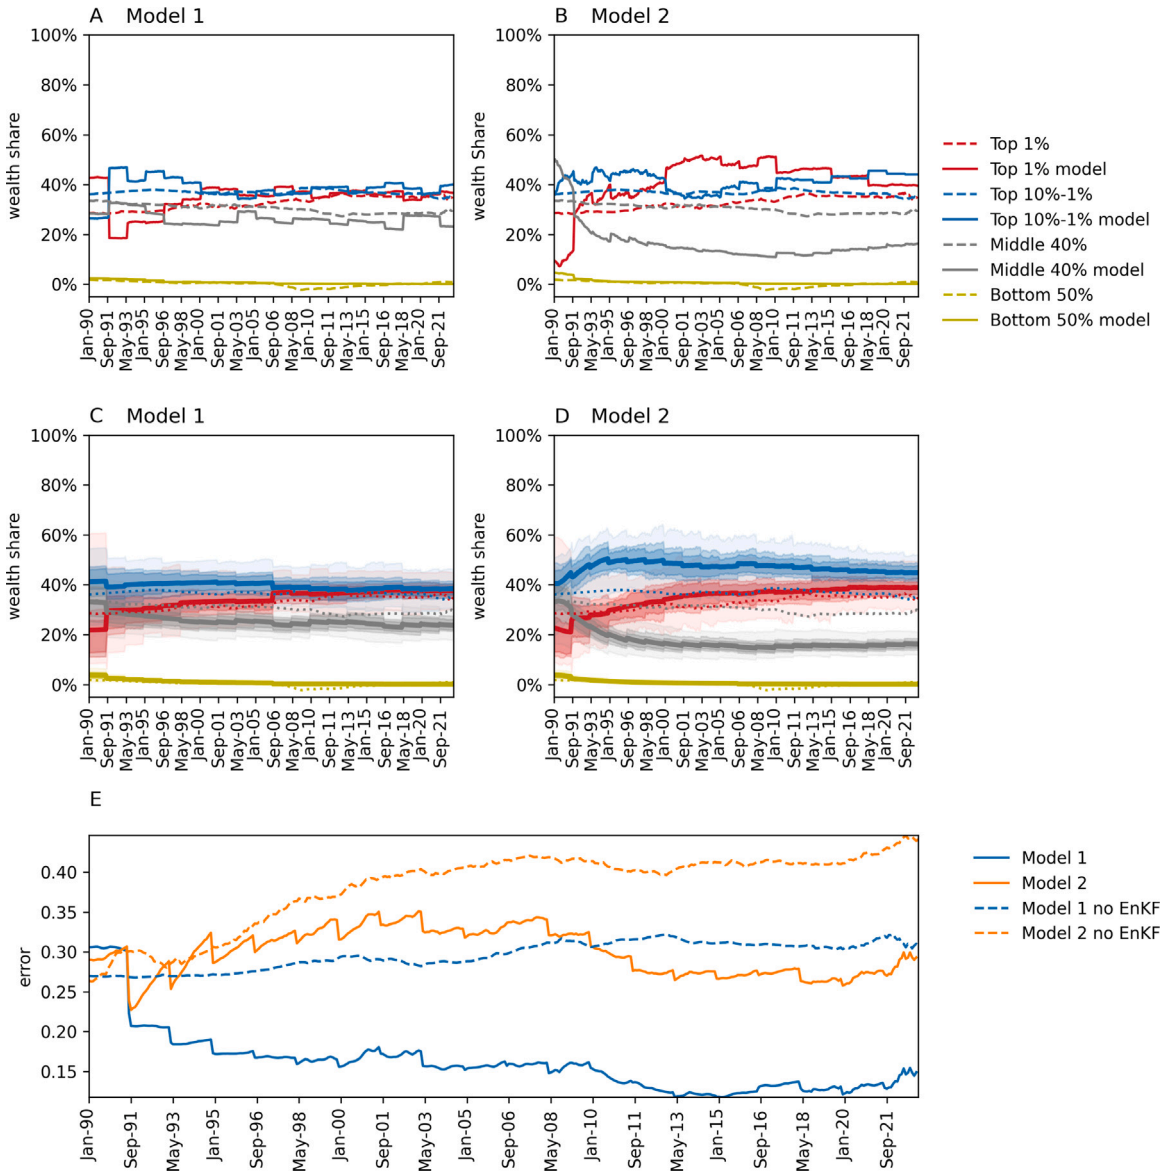 A Model 1
B Model 2
100%
80%
60%
40%
20%
0%
wealth share
Jan-90
Sep-91
May-93
Jan-95
Sep-96
May-98
Jan-00
Sep-01
May-03
Jan-05
Sep-06
May-08
Jan-10
Sep-11
May-13
Jan-15
Sep-16
May-18
Jan-20
Sep-21
100%
80%
60%
40%
20%
0%
wealth Share
Jan-90
Sep-91
May-93
Jan-95
Sep-96
May-98
Jan-00
Sep-01
May-03
Jan-05
Sep-06
May-08
Jan-10
Sep-11
May-13
Jan-15
Sep-16
May-18
Jan-20
Sep-21
Top 1%
Top 1% model
Top 10%-1%
Top 10%-1% model
Middle 40%
Middle 40% model
Bottom 50%
Bottom 50% model
C Model 1
D Model 2
100%
80%
60%
40%
20%
0%
wealth share
Jan-90
Sep-91
May-93
Jan-95
Sep-96
May-98
Jan-00
Sep-01
May-03
Jan-05
Sep-06
May-08
Jan-10
Sep-11
May-13
Jan-15
Sep-16
May-18
Jan-20
Sep-21
100%
80%
60%
40%
20%
0%
wealth share
Jan-90
Sep-91
May-93
Jan-95
Sep-96
May-98
Jan-00
Sep-01
May-03
Jan-05
Sep-06
May-08
Jan-10
Sep-11
May-13
Jan-15
Sep-16
May-18
Jan-20
Sep-21
E
0.40
0.35
0.30
0.25
0.20
0.15
error
Jan-90
Sep-91
May-93
Jan-95
Sep-96
May-98
Jan-00
Sep-01
May-03
Jan-05
Sep-06
May-08
Jan-10
Sep-11
May-13
Jan-15
Sep-16
May-18
Jan-20
Sep-21
Model 1
Model 2
Model 1 no EnKF
Model 2 no EnKF